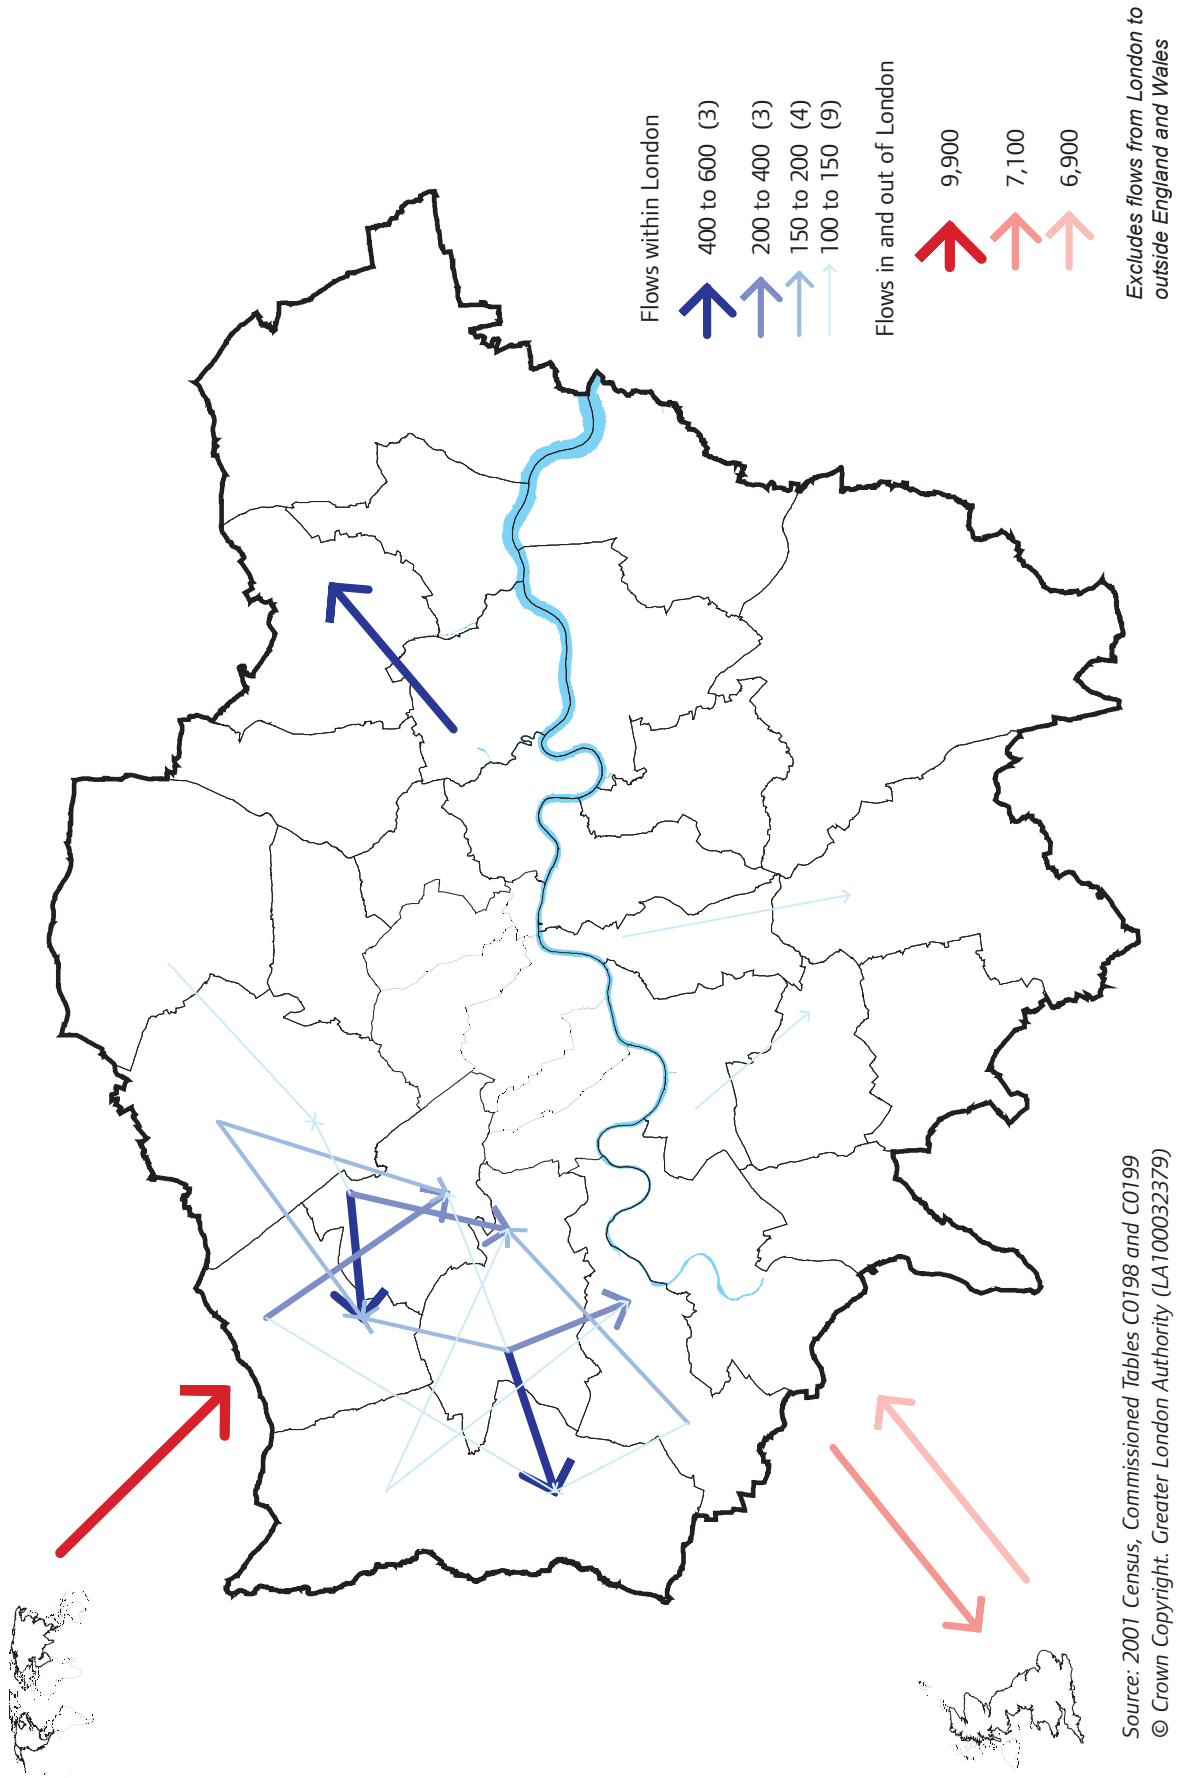 Flows within London
400 to 600 (3)
200 to 400 (3)
150 to 200 (4)
100 to 150 (9)
Flows in and out of London
9,900
7,100
6,900
Excludes flows from London to
outside England and Wales
Source: 2001 Census, Commissioned Tables C0198 and C0199
© Crown Copyright. Greater London Authority (LA100032379)